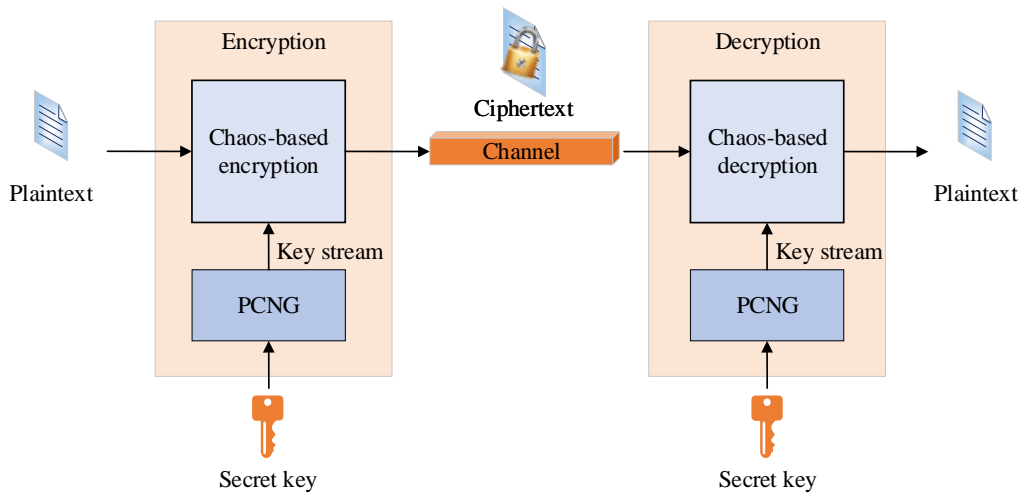 Encryption
Ciphertext
Decryption
Plaintext
Chaos-based
encryption
Channel
Chaos-based
decryption
Plaintext
Key stream
Key stream
PCNG
PCNG
Secret key
Secret key